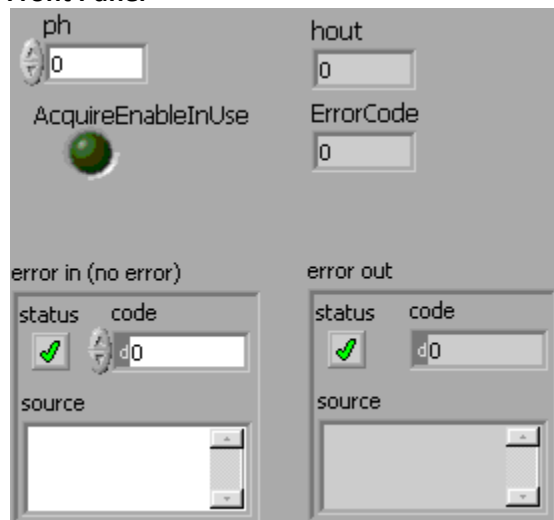 ph
hout
0
0
AcquireEnableInUse
ErrorCode
0
error in (no error)
error out
status code
status code
d0
d0
source
source